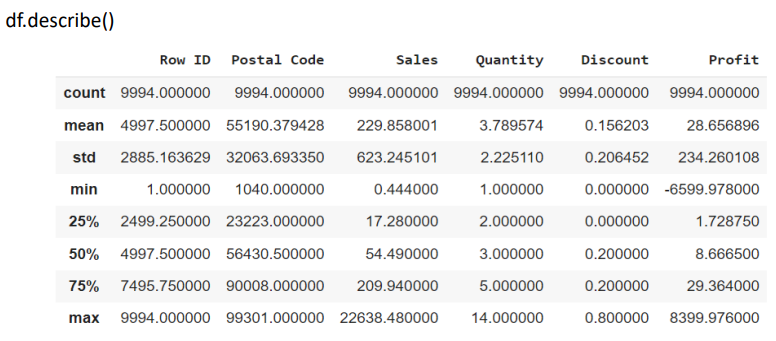 df.describe()
Row ID Postal Code Sales Quantity Discount Profit
count 9994.000000 9994.000000 9994.000000 9994.000000 9994.000000 9994.000000
mean 4997.500000 55190.379428 229.858001 3.789574 0.156203 28.656896
std 2885.163629 32063.693350 623.245101 2.225110 0.206452 234.260108
min 1.000000 1040.000000 0.444000 1.000000 0.000000 -6599.978000
25% 2499.250000 23223.000000 17.280000 2.000000 0.000000 1.728750
50% 4997.500000 56430.500000 54.490000 3.000000 0.200000 8.666500
75% 7495.750000 90008.000000 209.940000 5.000000 0.200000 29.364000
max 9994.000000 99301.000000 22638.480000 14.000000 0.800000 8399.976000